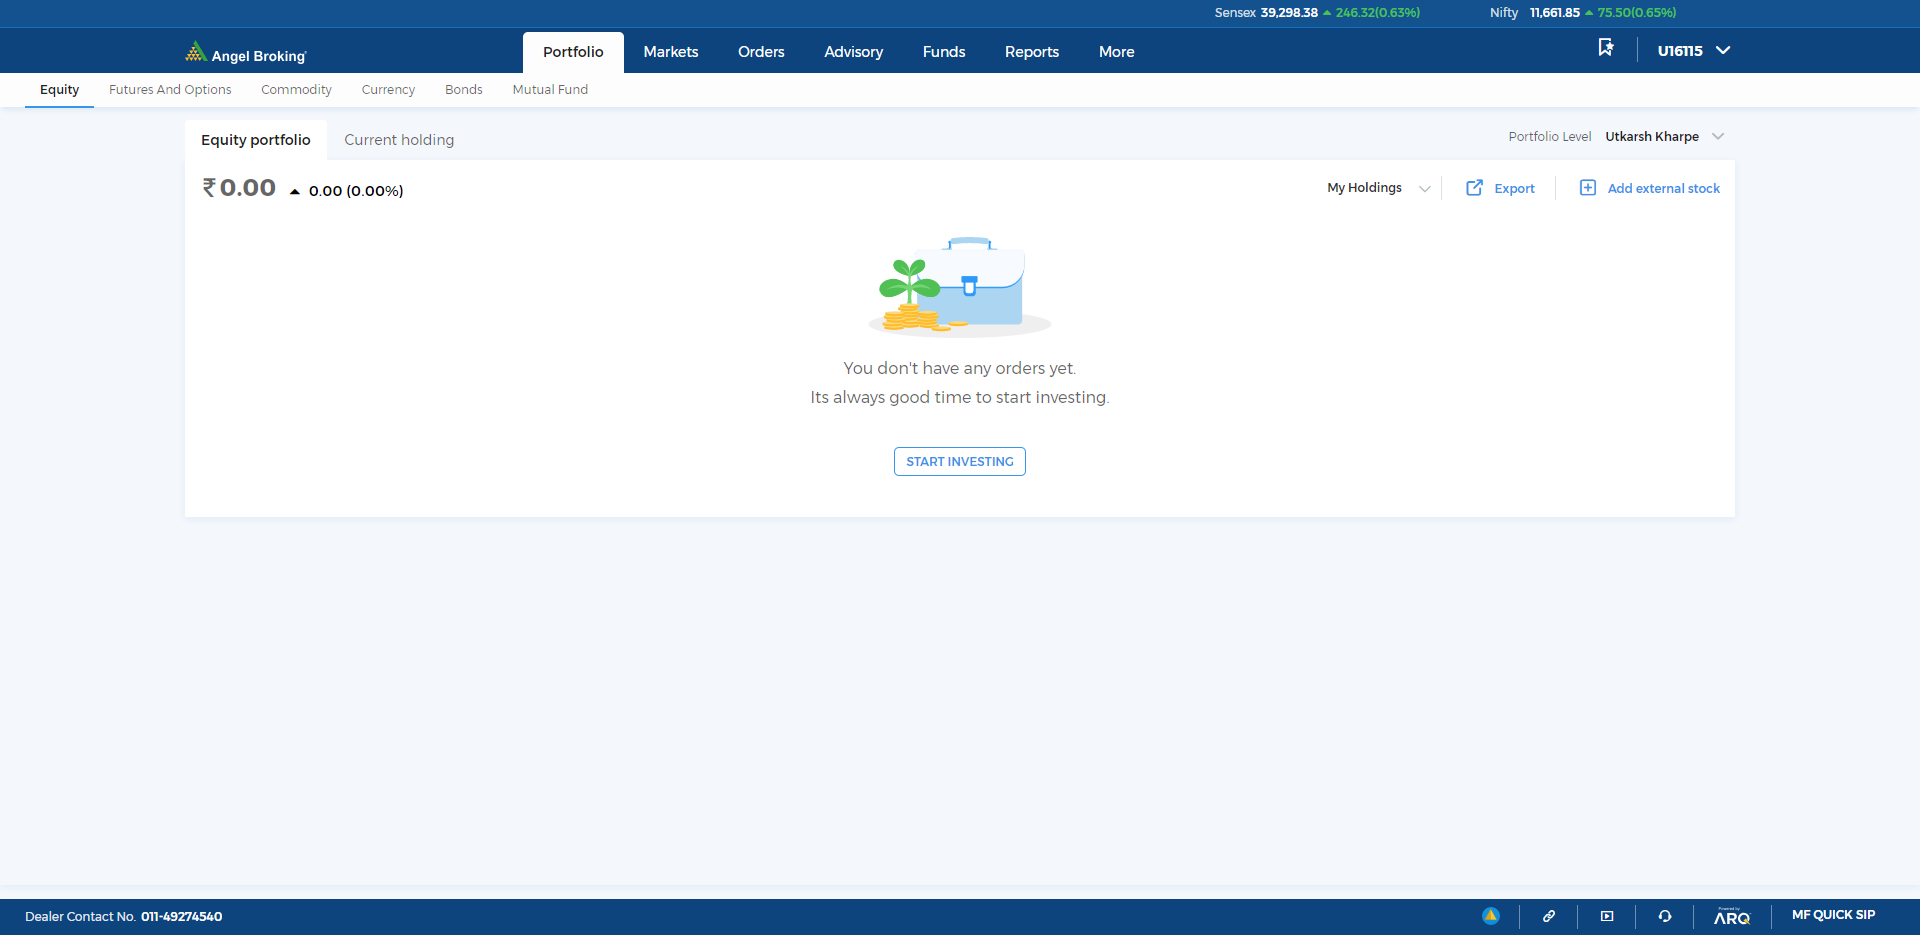 Sensex 39,298.38 246.32(0.63%) Nifty 11,661.85 75.50(0.65%)
Angel Broking Portfolio Markets Orders Advisory Funds Reports More U16115
Equity Futures And Options Commodity Currency Bonds Mutual Fund
Equity portfolio Current holding Portfolio Level Utkarsh Kharpe
₹0.00 0.00 (0.00%) My Holdings Export Add external stock
You don't have any orders yet.
Its always good time to start investing.
START INVESTING
Dealer Contact No. 011-49274540 Powered by ARQ MF QUICK SIP